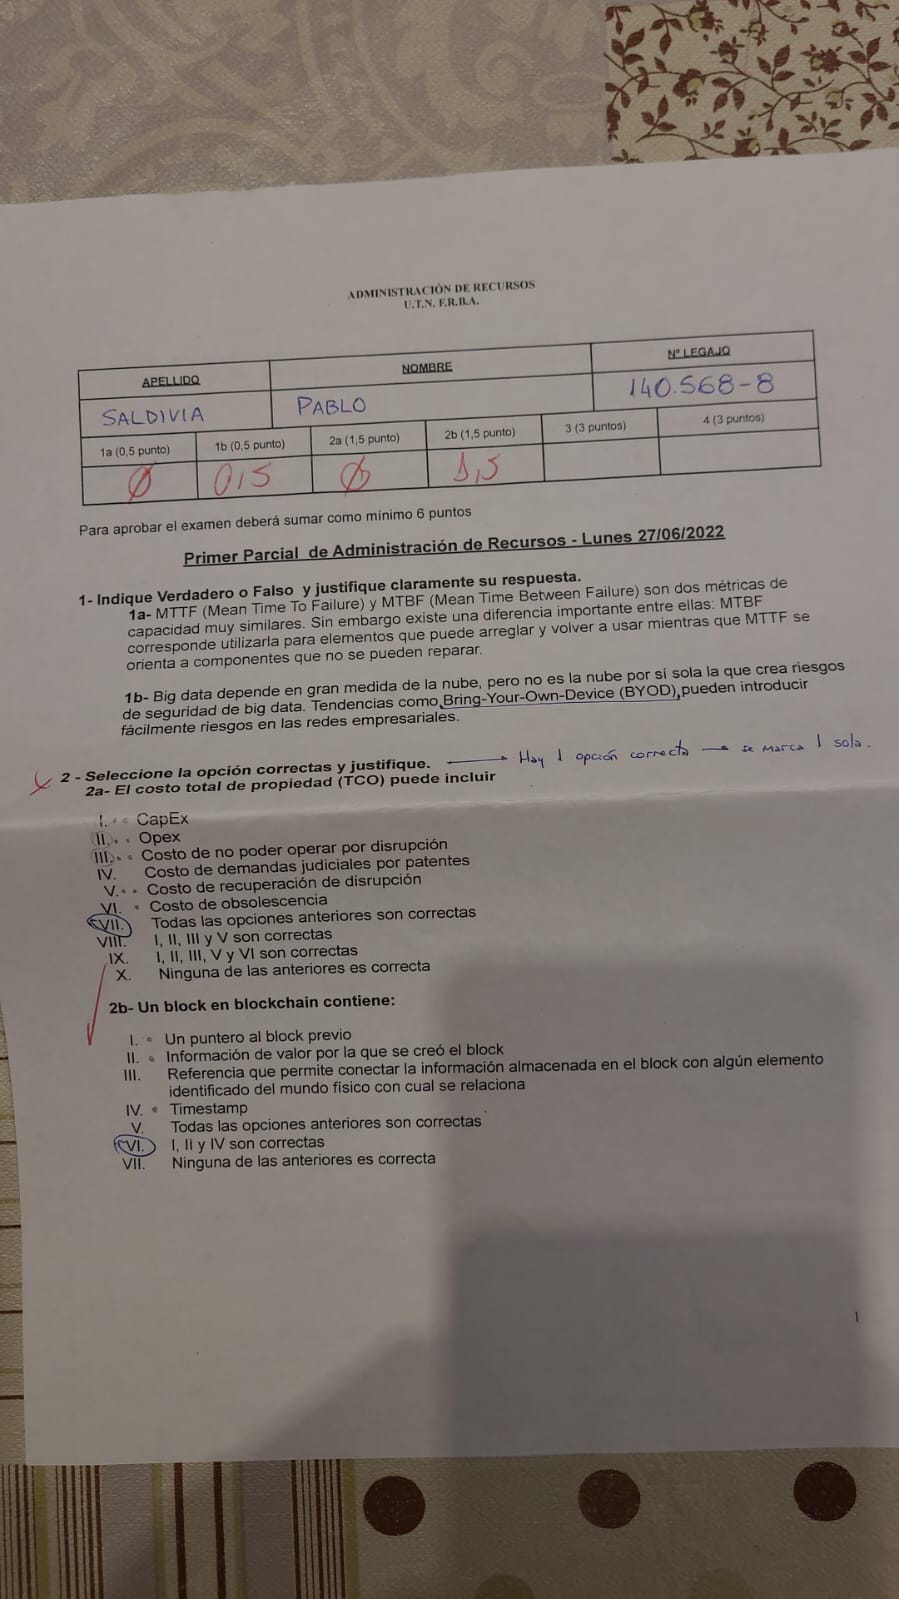 ADMINISTRACIÓN DE RECURSOS
U.T.N. F.R.B.A.
APELLIDO NOMBRE Nº LEGAJO
SALDIVIA PABLO 140.568-8
1a (0,5 punto) 1b (0,5 punto) 2a (1,5 punto) 2b (1,5 punto) 3 (3 puntos) 4 (3 puntos)
Ø 0,5 Ø 1,5
Para aprobar el examen deberá sumar como mínimo 6 puntos
Primer Parcial de Administración de Recursos - Lunes 27/06/2022
1- Indique Verdadero o Falso y justifique claramente su respuesta.
1a- MTTF (Mean Time To Failure) y MTBF (Mean Time Between Failure) son dos métricas de
capacidad muy similares. Sin embargo existe una diferencia importante entre ellas: MTBF
corresponde utilizarla para elementos que puede arreglar y volver a usar mientras que MTTF se
orienta a componentes que no se pueden reparar.
1b- Big data depende en gran medida de la nube, pero no es la nube por sí sola la que crea riesgos
de seguridad de big data. Tendencias como Bring-Your-Own-Device (BYOD), pueden introducir
fácilmente riesgos en las redes empresariales.
2 - Seleccione la opción correctas y justifique. → Hay 1 opción correcta → se marca 1 sola.
2a- El costo total de propiedad (TCO) puede incluir
I. CapEx
II. Opex
III. Costo de no poder operar por disrupción
IV. Costo de demandas judiciales por patentes
V. Costo de recuperación de disrupción
VI. Costo de obsolescencia
VII. Todas las opciones anteriores son correctas
VIII. I, II, III y V son correctas
IX. I, II, III, V y VI son correctas
X. Ninguna de las anteriores es correcta
2b- Un block en blockchain contiene:
I. Un puntero al block previo
II. Información de valor por la que se creó el block
III. Referencia que permite conectar la información almacenada en el block con algún elemento
identificado del mundo físico con cual se relaciona
IV. Timestamp
V. Todas las opciones anteriores son correctas
VI. I, II y IV son correctas
VII. Ninguna de las anteriores es correcta
1